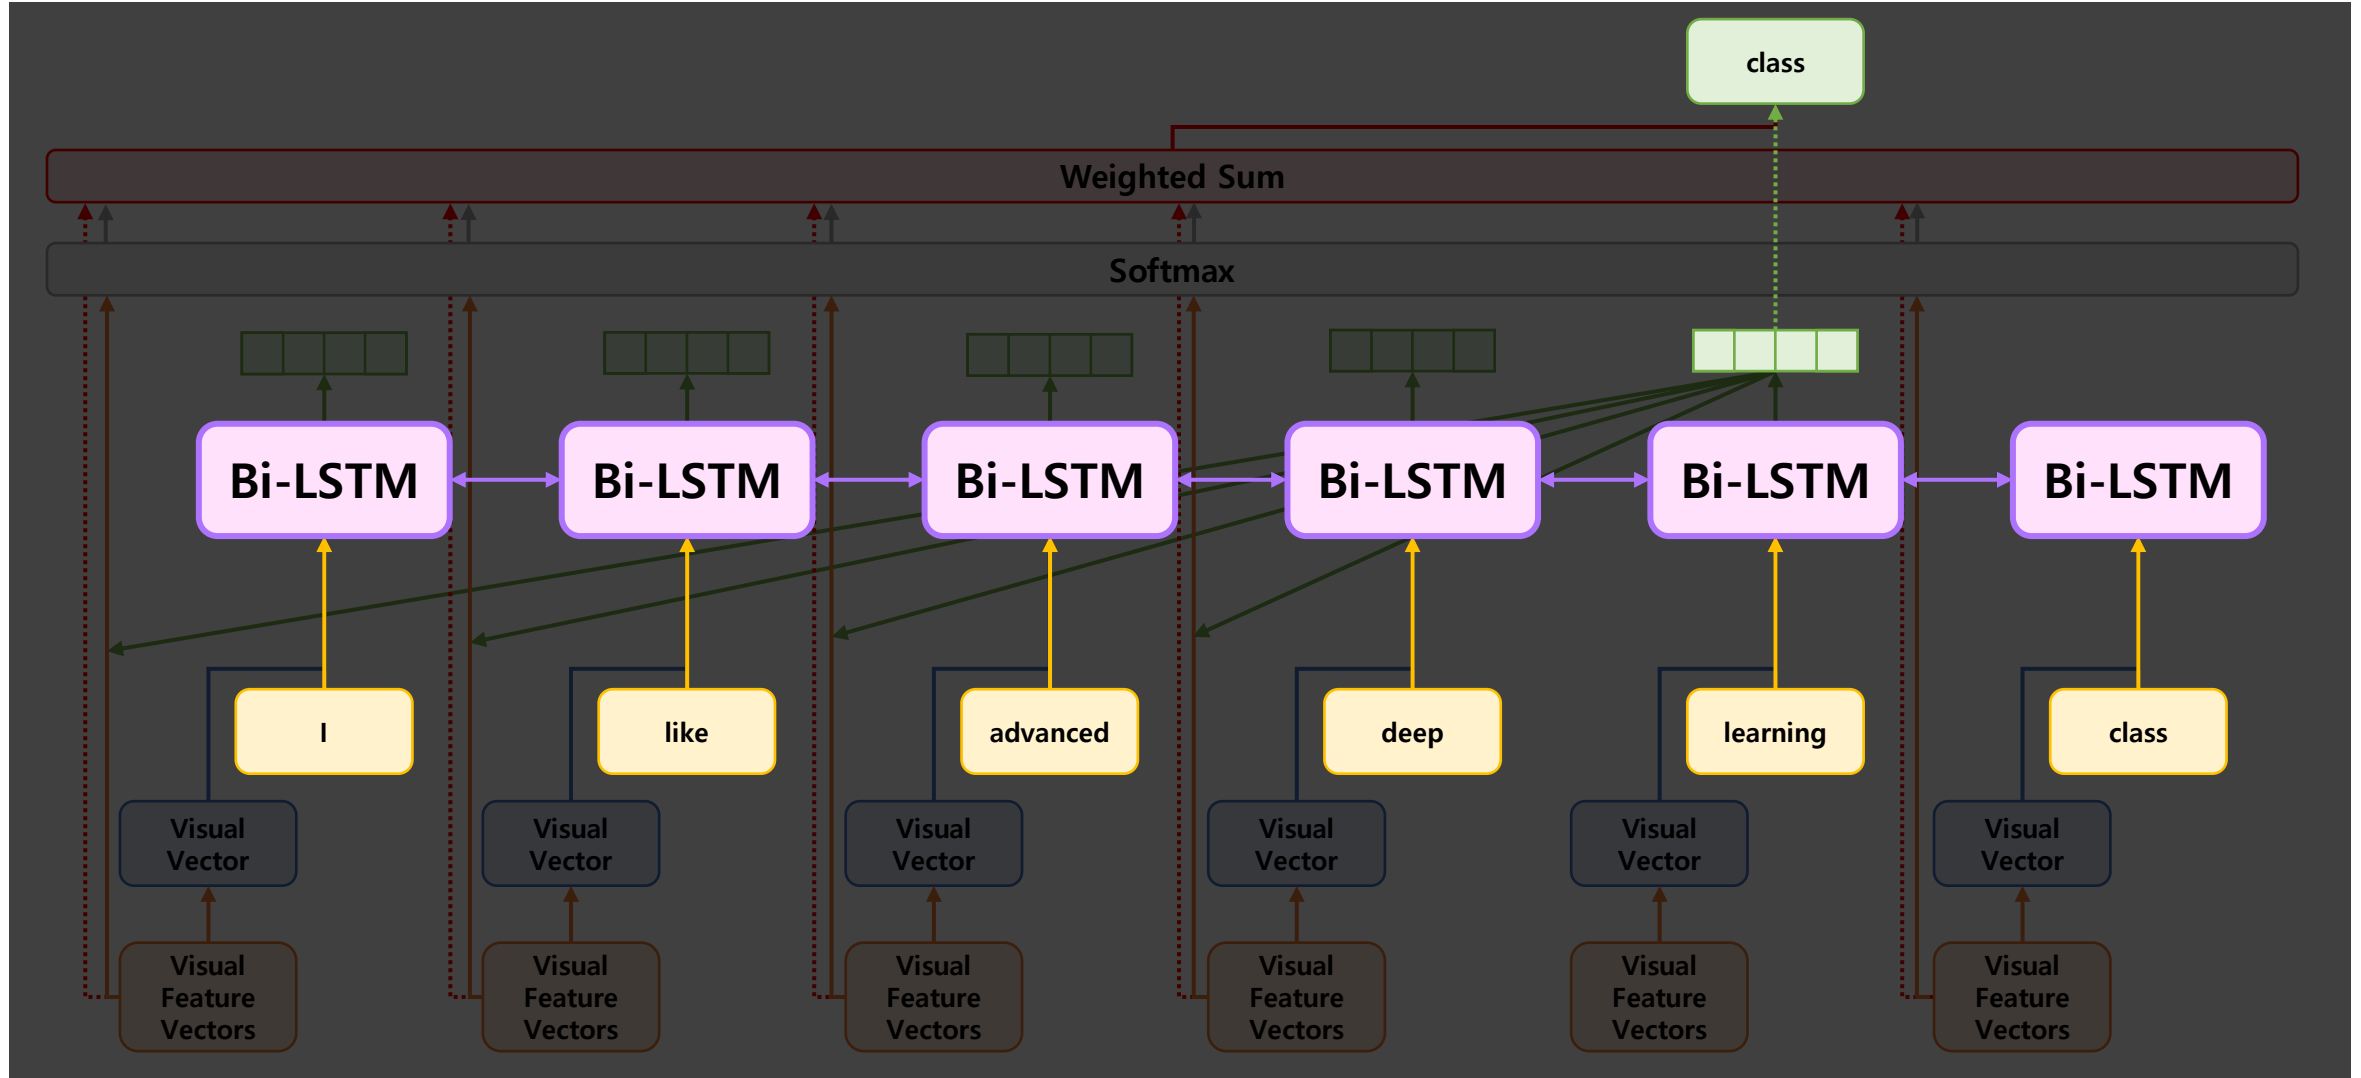 class
Weighted Sum
Softmax
Bi-LSTM
Bi-LSTM
Bi-LSTM
Bi-LSTM
Bi-LSTM
Bi-LSTM
I
like
advanced
deep
learning
class
Visual
Vector
Visual
Vector
Visual
Vector
Visual
Vector
Visual
Vector
Visual
Vector
Visual
Feature
Vectors
Visual
Feature
Vectors
Visual
Feature
Vectors
Visual
Feature
Vectors
Visual
Feature
Vectors
Visual
Feature
Vectors